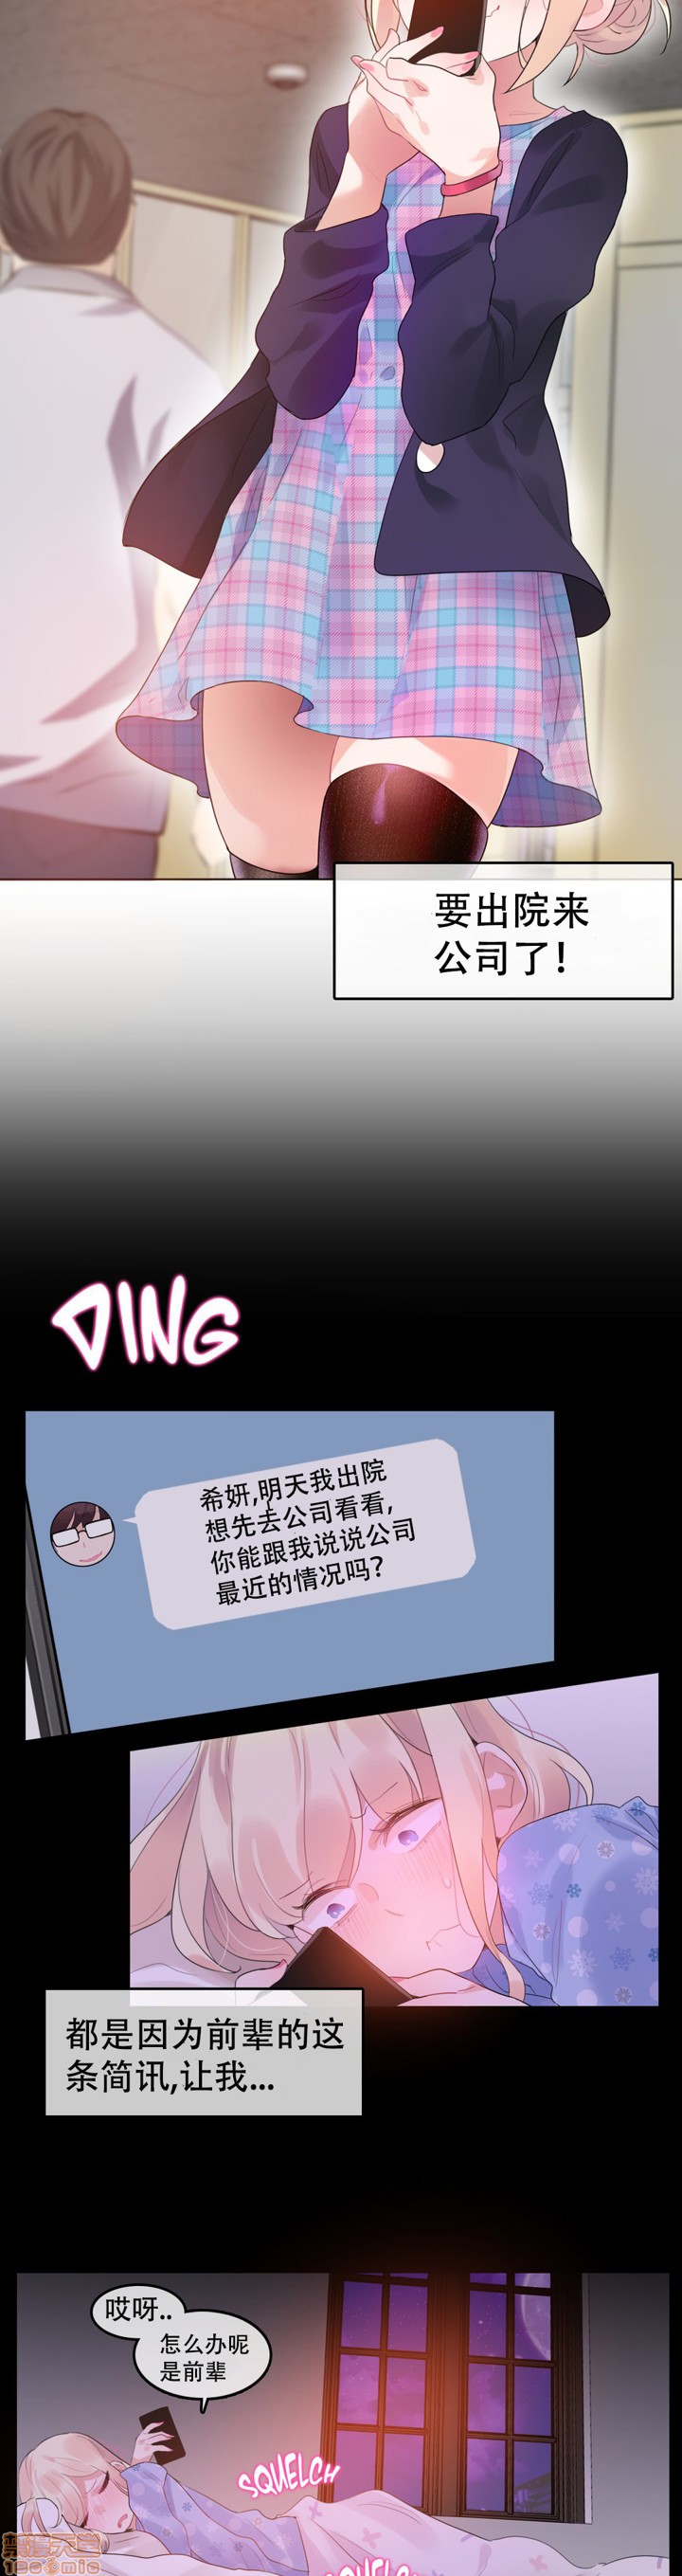 要出院来
公司了!
DING
希妍,明天我出院
想先去公司看看,
你能跟我说说公司
最近的情况吗?
都是因为前辈的这
条简讯,让我...
哎呀..
怎么办呢
是前辈
SQUELCH
SQUELCH